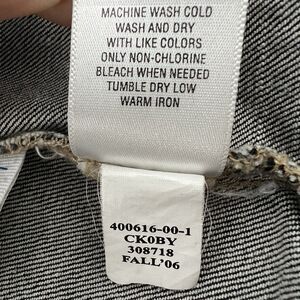 MACHINE WASH COLD
WASH AND DRY
WITH LIKE COLORS
ONLY NON-CHLORINE
BLEACH WHEN NEEDED
TUMBLE DRY LOW
WARM IRON
400616-00-1
CK0BY
308718
FALL'06